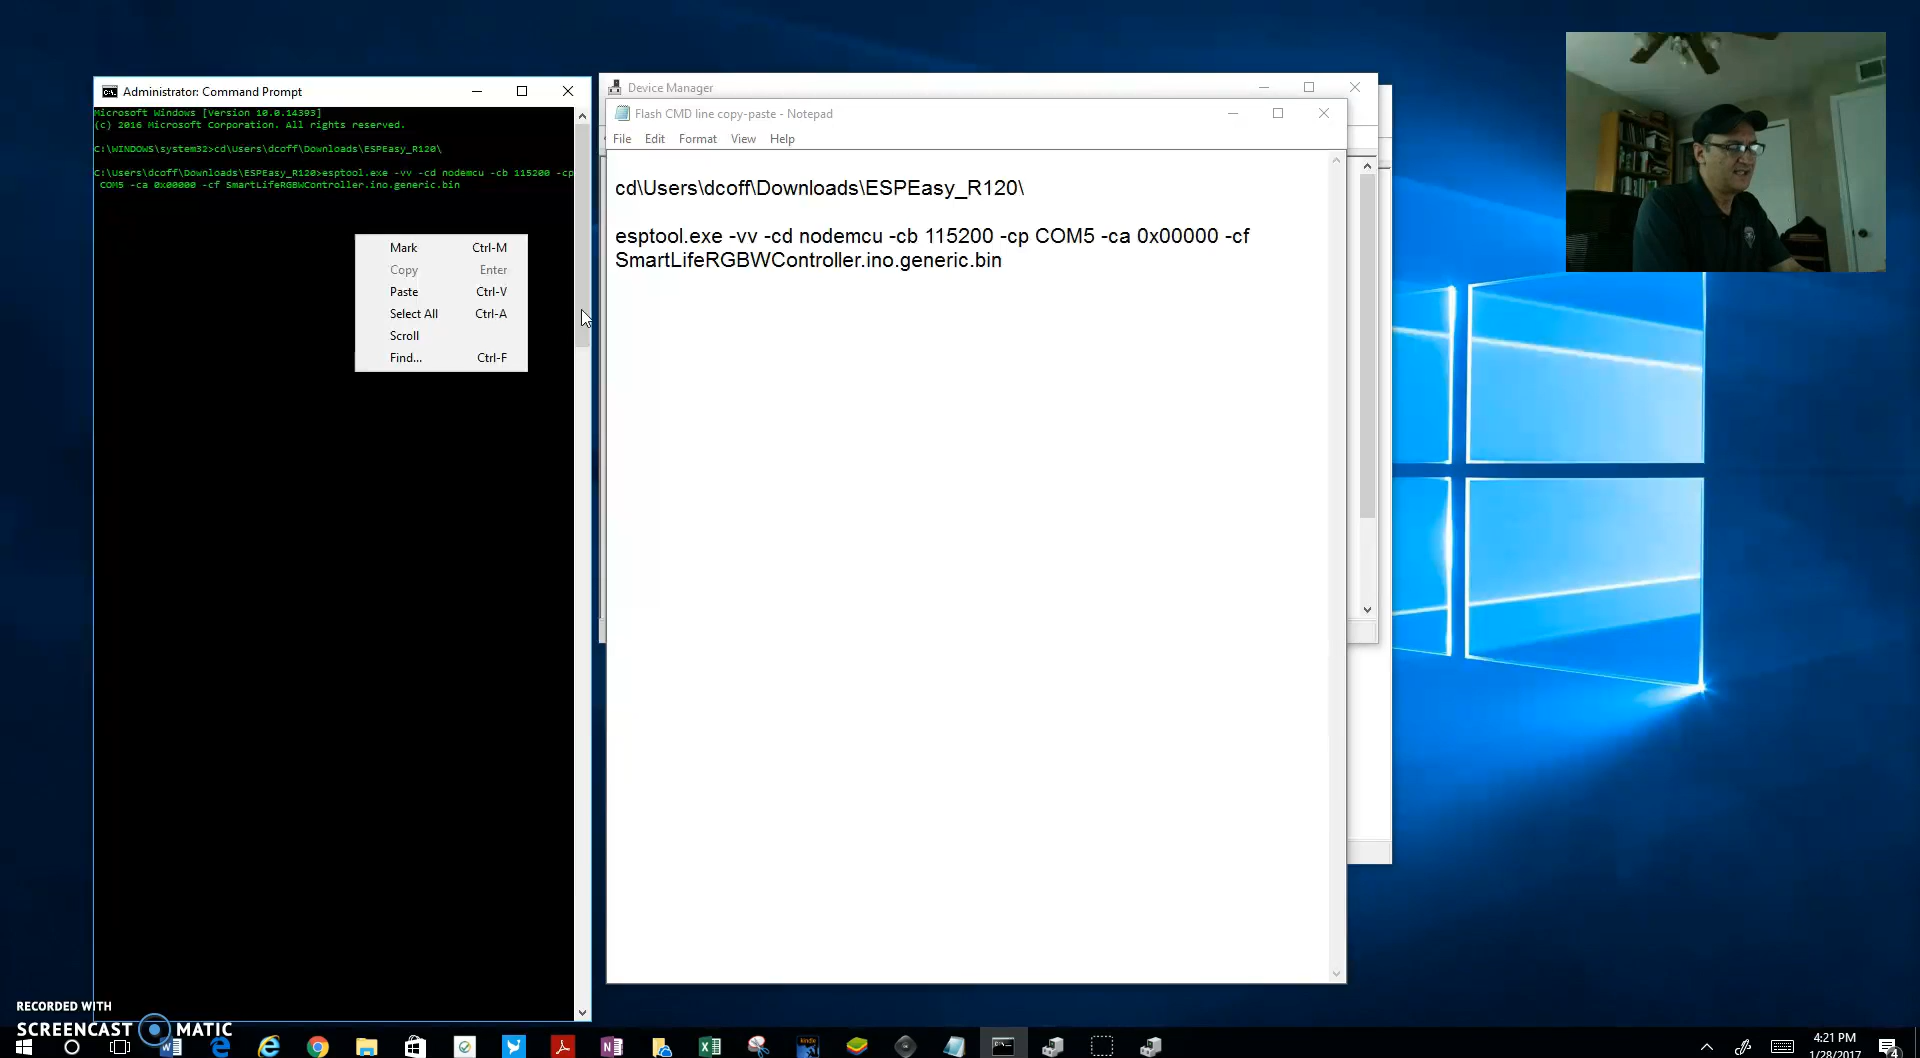 Administrator: Command Prompt
Microsoft Windows [Version 10.0.14393]
(c) 2016 Microsoft Corporation. All rights reserved.
C:\WINDOWS\system32>cd\Users\dcoff\Downloads\ESPEasy_R120\
C:\Users\dcoff\Downloads\ESPEasy_R120>esptool.exe -vv -cd nodemcu -cb 115200 -cp
COM5 -ca 0x00000 -cf SmartLifeRGBWController.ino.generic.bin
Mark Ctrl-M
Copy Enter
Paste Ctrl-V
Select All Ctrl-A
Scroll
Find... Ctrl-F
Device Manager
Flash CMD line copy-paste - Notepad
File Edit Format View Help
cd\Users\dcoff\Downloads\ESPEasy_R120\
esptool.exe -vv -cd nodemcu -cb 115200 -cp COM5 -ca 0x00000 -cf
SmartLifeRGBWController.ino.generic.bin
RECORDED WITH
SCREENCAST MATIC
4:21 PM
1/28/2017
4